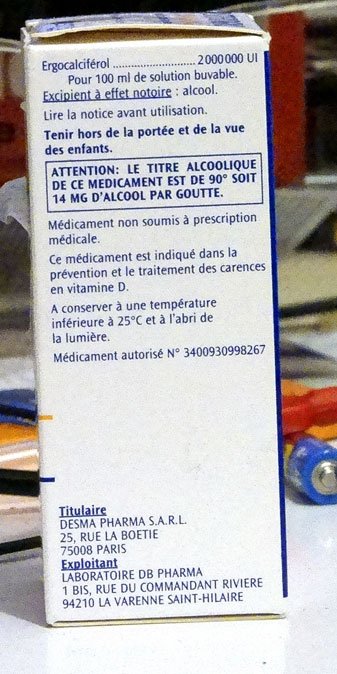 Ergocalciférol ........................... 2 000 000 UI
Pour 100 ml de solution buvable.
Excipient à effet notoire : alcool.
Lire la notice avant utilisation.
Tenir hors de la portée et de la vue
des enfants.
ATTENTION: LE TITRE ALCOOLIQUE
DE CE MEDICAMENT EST DE 90° SOIT
14 MG D'ALCOOL PAR GOUTTE.
Médicament non soumis à prescription
médicale.
Ce médicament est indiqué dans la
prévention et le traitement des carences
en vitamine D.
A conserver à une température
inférieure à 25°C et à l'abri de
la lumière.
Médicament autorisé N° 3400930998267
Titulaire
DESMA PHARMA S.A.R.L.
25, RUE LA BOETIE
75008 PARIS
Exploitant
LABORATOIRE DB PHARMA
1 BIS, RUE DU COMMANDANT RIVIERE
94210 LA VARENNE SAINT-HILAIRE